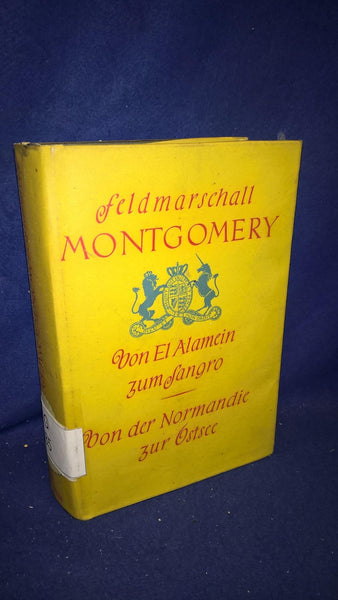 Feldmarschall
MONTGOMERY
Von El Alamein
zum Sangro
Von der Normandie
zur Ostsee